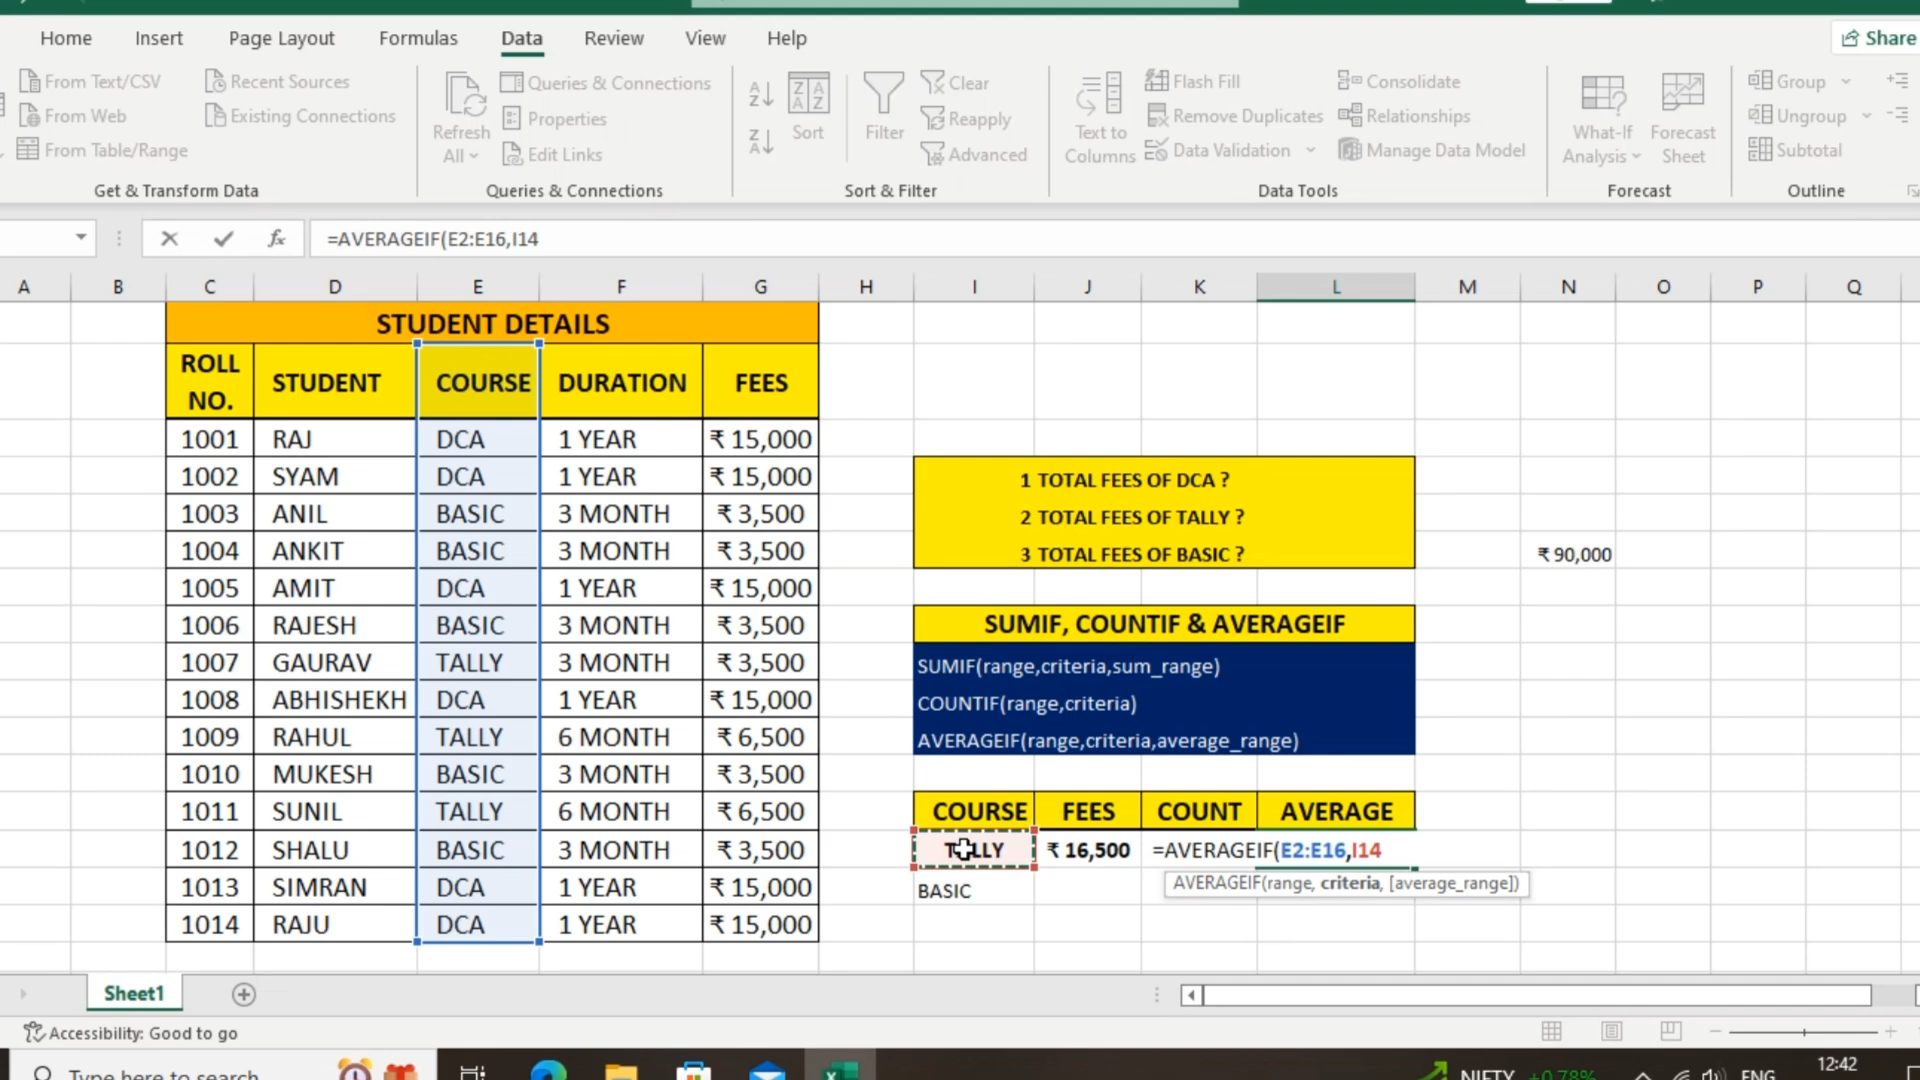 Home Insert Page Layout Formulas Data Review View Help Share
From Text/CSV Recent Sources Queries & Connections Clear Flash Fill Consolidate Group
From Web Existing Connections Properties Reapply Remove Duplicates Relationships Ungroup
From Table/Range Refresh All Edit Links Sort Filter Advanced Text to Columns Data Validation Manage Data Model What-If Analysis Forecast Sheet Subtotal
Get & Transform Data Queries & Connections Sort & Filter Data Tools Forecast Outline
fx =AVERAGEIF(E2:E16,I14
A B C D E F G H I J K L M N O P Q
STUDENT DETAILS
ROLL NO. STUDENT COURSE DURATION FEES
1001 RAJ DCA 1 YEAR ₹ 15,000
1002 SYAM DCA 1 YEAR ₹ 15,000
1003 ANIL BASIC 3 MONTH ₹ 3,500
1004 ANKIT BASIC 3 MONTH ₹ 3,500
1005 AMIT DCA 1 YEAR ₹ 15,000
1006 RAJESH BASIC 3 MONTH ₹ 3,500
1007 GAURAV TALLY 3 MONTH ₹ 3,500
1008 ABHISHEKH DCA 1 YEAR ₹ 15,000
1009 RAHUL TALLY 6 MONTH ₹ 6,500
1010 MUKESH BASIC 3 MONTH ₹ 3,500
1011 SUNIL TALLY 6 MONTH ₹ 6,500
1012 SHALU BASIC 3 MONTH ₹ 3,500
1013 SIMRAN DCA 1 YEAR ₹ 15,000
1014 RAJU DCA 1 YEAR ₹ 15,000
1 TOTAL FEES OF DCA ?
2 TOTAL FEES OF TALLY ?
3 TOTAL FEES OF BASIC ?
₹ 90,000
SUMIF, COUNTIF & AVERAGEIF
SUMIF(range,criteria,sum_range)
COUNTIF(range,criteria)
AVERAGEIF(range,criteria,average_range)
COURSE FEES COUNT AVERAGE
TALLY ₹ 16,500 =AVERAGEIF(E2:E16,I14
AVERAGEIF(range, criteria, [average_range])
BASIC
Sheet1
Accessibility: Good to go
Type here to search NIFTY +0.78% ENG 12:42